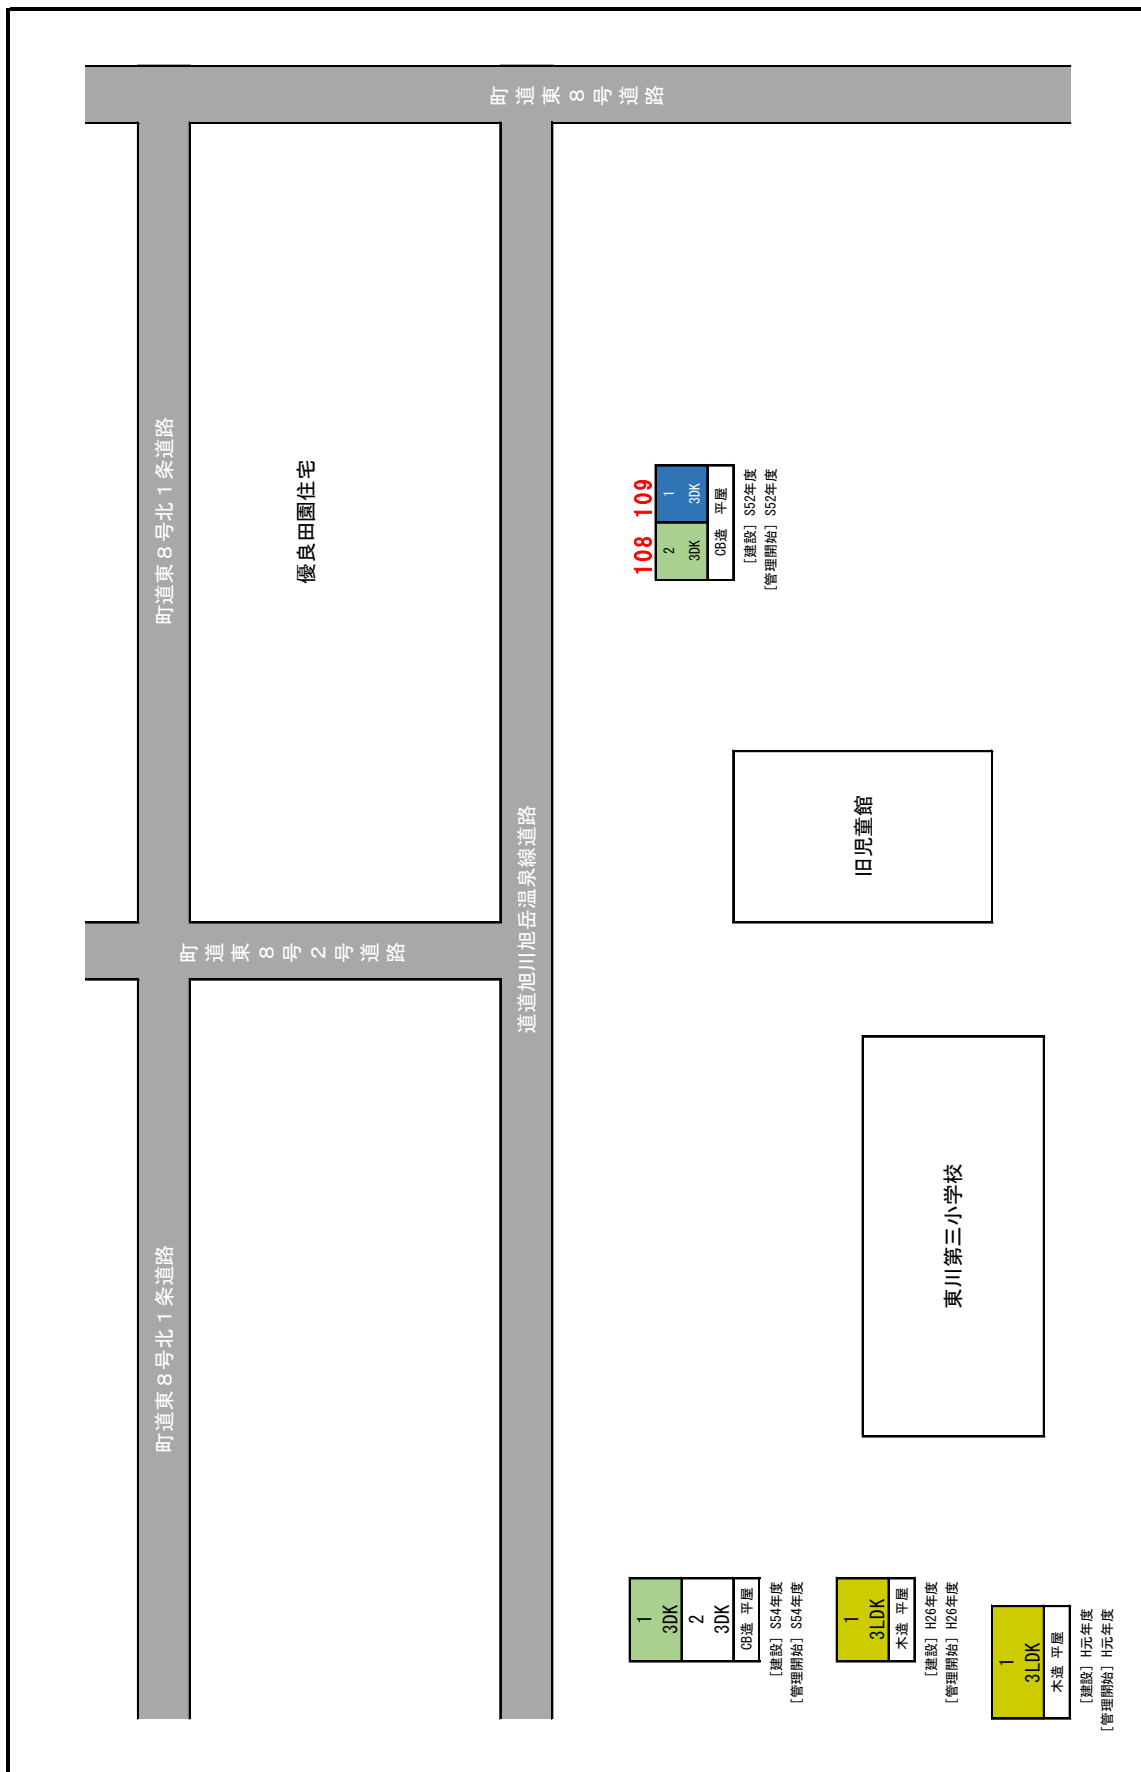 町道東８号道路
町道東８号北１条道路
優良田園住宅
108 109
2 1
3DK 3DK
CB造 平屋
[建設] S52年度
[管理開始] S52年度
旧児童館
道道旭川旭岳温泉線道路
町道東８号２号道路
東川第三小学校
町道東８号北１条道路
1
3DK
2
3DK
CB造 平屋
[建設] S54年度
[管理開始] S54年度
1
3LDK
木造 平屋
[建設] H26年度
[管理開始] H26年度
1
3LDK
木造 平屋
[建設] H元年度
[管理開始] H元年度